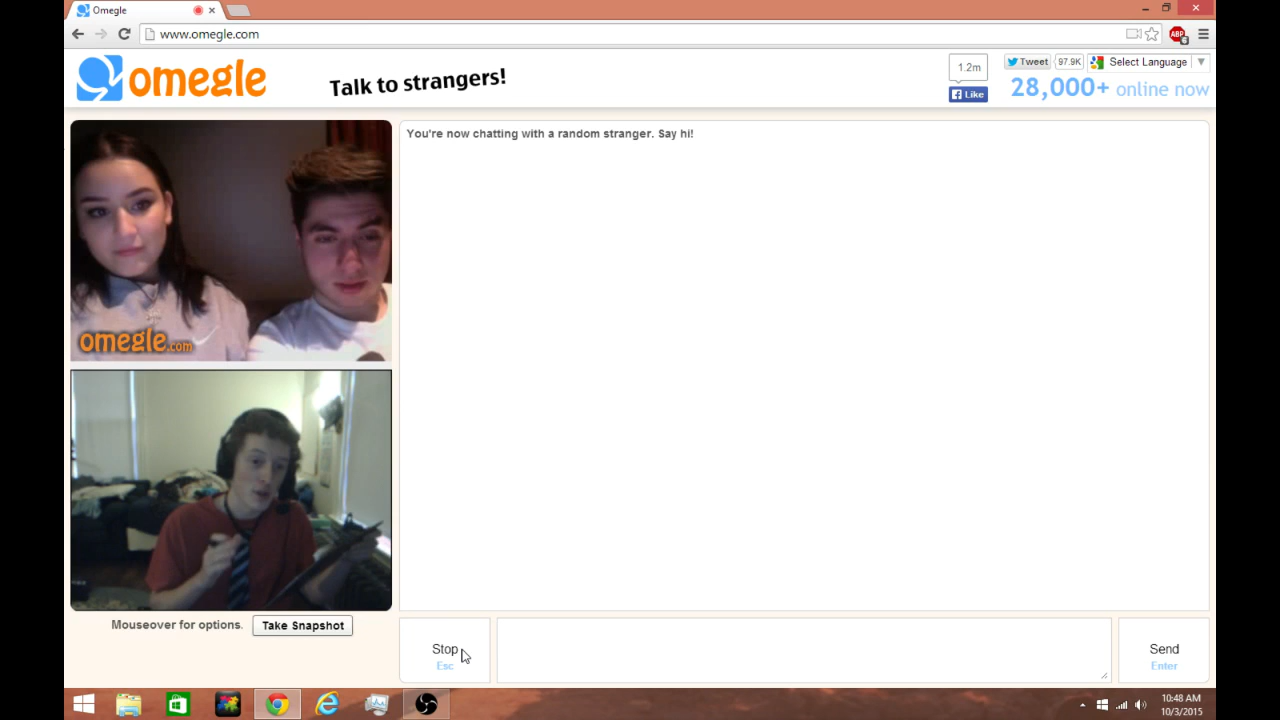 Omegle
www.omegle.com
ABP
omegle
Talk to strangers!
1.2m
Like
Tweet
97.9K
Select Language
28,000+ online now
You're now chatting with a random stranger. Say hi!
omegle.com
Mouseover for options.
Take Snapshot
Stop
Esc
Send
Enter
10:48 AM
10/3/2015